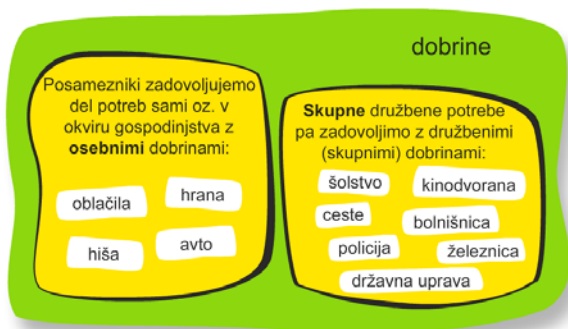 dobrine
Posamezniki zadovoljujemo
del potreb sami oz. v
okviru gospodinjstva z
osebnimi dobrinami:
oblačila
hrana
hiša
avto
Skupne družbene potrebe
pa zadovoljimo z družbenimi
(skupnimi) dobrinami:
šolstvo
kinodvorana
ceste
bolnišnica
policija
železnica
državna uprava